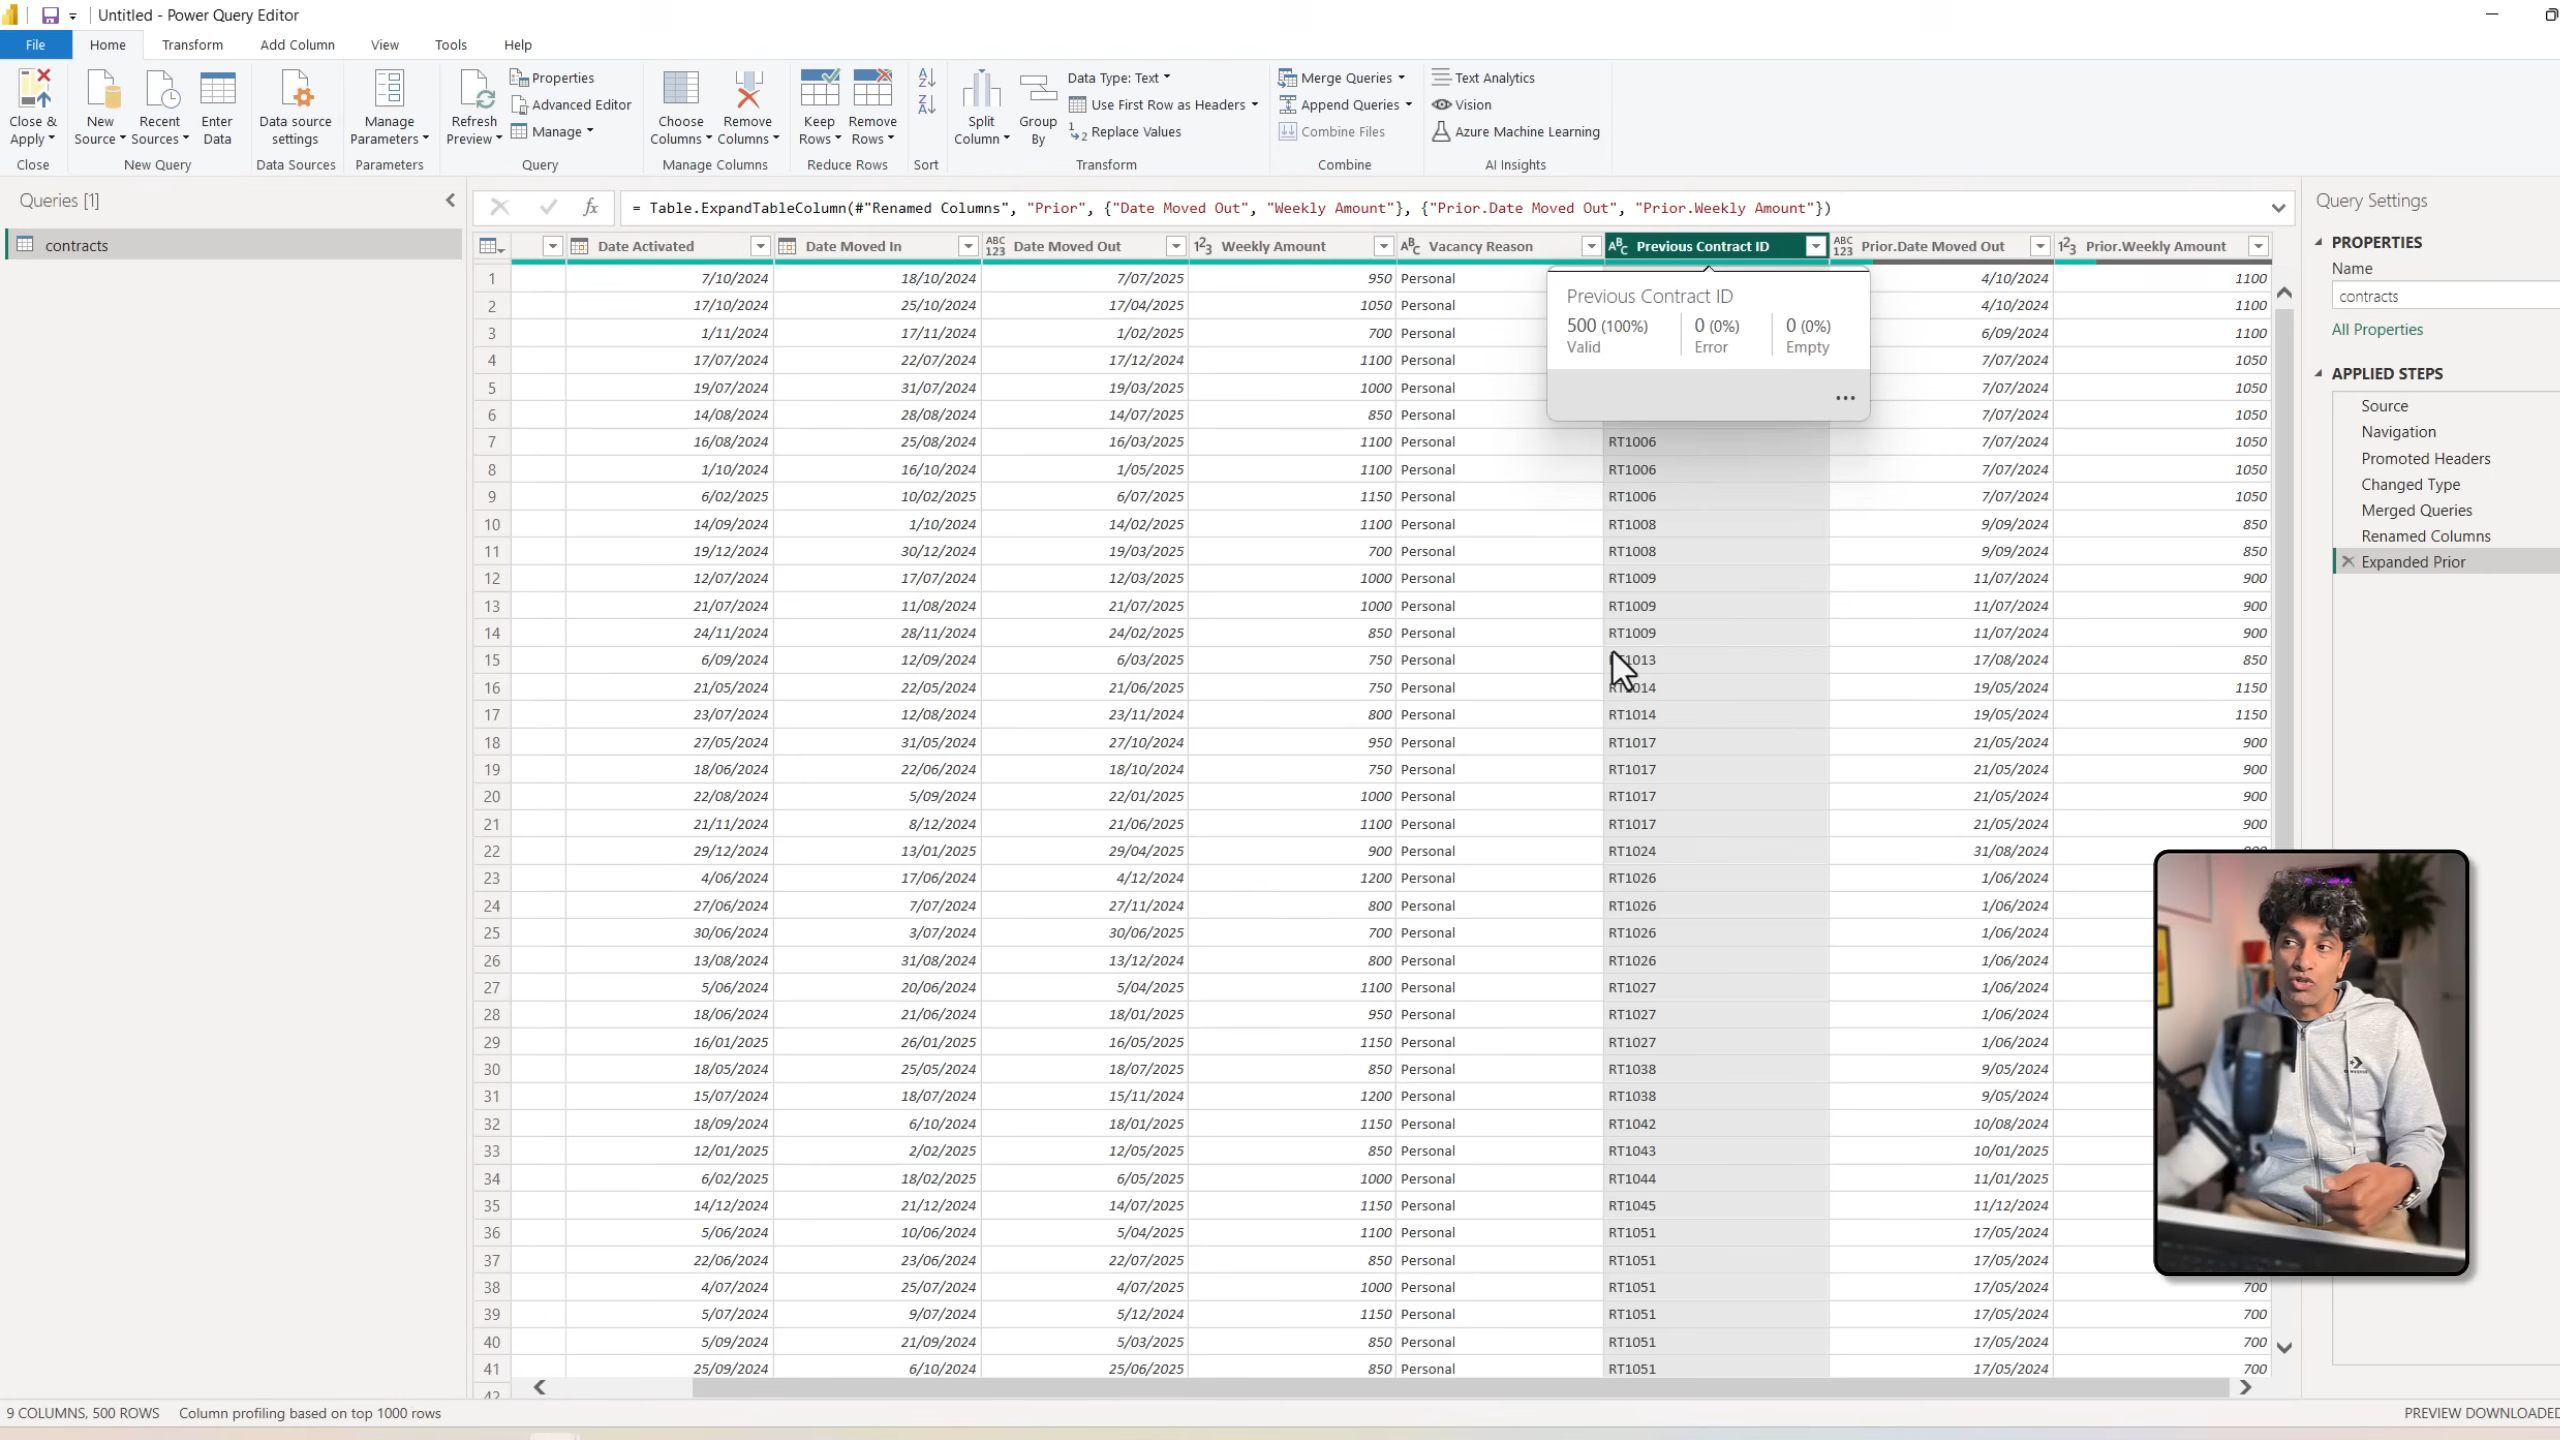 Untitled - Power Query Editor
File Home Transform Add Column View Tools Help
Close & Apply
New Source
Recent Sources
Enter Data
Data source settings
Manage Parameters
Refresh Preview
Properties
Advanced Editor
Manage
Choose Columns
Remove Columns
Keep Rows
Remove Rows
Split Column
Group By
Data Type: Text
Use First Row as Headers
Replace Values
Merge Queries
Append Queries
Combine Files
Text Analytics
Vision
Azure Machine Learning
Close New Query Data Sources Parameters Query Manage Columns Reduce Rows Sort Transform Combine AI Insights
Queries [1]
contracts
fx = Table.ExpandTableColumn(#"Renamed Columns", "Prior", {"Date Moved Out", "Weekly Amount"}, {"Prior.Date Moved Out", "Prior.Weekly Amount"})
Date Activated Date Moved In ABC 123 Date Moved Out 123 Weekly Amount ABC Vacancy Reason ABC Previous Contract ID ABC 123 Prior.Date Moved Out 123 Prior.Weekly Amount
1 7/10/2024 18/10/2024 7/07/2025 950 Personal 4/10/2024 1100
2 17/10/2024 25/10/2024 17/04/2025 1050 Personal 4/10/2024 1100
3 1/11/2024 17/11/2024 1/02/2025 700 Personal 6/09/2024 1100
4 17/07/2024 22/07/2024 17/12/2024 1100 Personal 7/07/2024 1050
5 19/07/2024 31/07/2024 19/03/2025 1000 Personal 7/07/2024 1050
6 14/08/2024 28/08/2024 14/07/2025 850 Personal 7/07/2024 1050
7 16/08/2024 25/08/2024 16/03/2025 1100 Personal RT1006 7/07/2024 1050
8 1/10/2024 16/10/2024 1/05/2025 1100 Personal RT1006 7/07/2024 1050
9 6/02/2025 10/02/2025 6/07/2025 1150 Personal RT1006 7/07/2024 1050
10 14/09/2024 1/10/2024 14/02/2025 1100 Personal RT1008 9/09/2024 850
11 19/12/2024 30/12/2024 19/03/2025 700 Personal RT1008 9/09/2024 850
12 12/07/2024 17/07/2024 12/03/2025 1000 Personal RT1009 11/07/2024 900
13 21/07/2024 11/08/2024 21/07/2025 1000 Personal RT1009 11/07/2024 900
14 24/11/2024 28/11/2024 24/02/2025 850 Personal RT1009 11/07/2024 900
15 6/09/2024 12/09/2024 6/03/2025 750 Personal RT1013 17/08/2024 850
16 21/05/2024 22/05/2024 21/06/2025 750 Personal RT1014 19/05/2024 1150
17 23/07/2024 12/08/2024 23/11/2024 800 Personal RT1014 19/05/2024 1150
18 27/05/2024 31/05/2024 27/10/2024 950 Personal RT1017 21/05/2024 900
19 18/06/2024 22/06/2024 18/10/2024 750 Personal RT1017 21/05/2024 900
20 22/08/2024 5/09/2024 22/01/2025 1000 Personal RT1017 21/05/2024 900
21 21/11/2024 8/12/2024 21/06/2025 1100 Personal RT1017 21/05/2024 900
22 29/12/2024 13/01/2025 29/04/2025 900 Personal RT1024 31/08/2024
23 4/06/2024 17/06/2024 4/12/2024 1200 Personal RT1026 1/06/2024
24 27/06/2024 7/07/2024 27/11/2024 800 Personal RT1026 1/06/2024
25 30/06/2024 3/07/2024 30/06/2025 700 Personal RT1026 1/06/2024
26 13/08/2024 31/08/2024 13/12/2024 800 Personal RT1026 1/06/2024
27 5/06/2024 20/06/2024 5/04/2025 1100 Personal RT1027 1/06/2024
28 18/06/2024 21/06/2024 18/01/2025 950 Personal RT1027 1/06/2024
29 16/01/2025 26/01/2025 16/05/2025 1150 Personal RT1027 1/06/2024
30 18/05/2024 25/05/2024 18/07/2025 850 Personal RT1038 9/05/2024
31 15/07/2024 18/07/2024 15/11/2024 1200 Personal RT1038 9/05/2024
32 18/09/2024 6/10/2024 18/01/2025 1150 Personal RT1042 10/08/2024
33 12/01/2025 2/02/2025 12/05/2025 850 Personal RT1043 10/01/2025
34 6/02/2025 18/02/2025 6/05/2025 1000 Personal RT1044 11/01/2025
35 14/12/2024 21/12/2024 14/07/2025 1150 Personal RT1045 11/12/2024
36 5/06/2024 10/06/2024 5/04/2025 1100 Personal RT1051 17/05/2024
37 22/06/2024 23/06/2024 22/07/2025 850 Personal RT1051 17/05/2024
38 4/07/2024 25/07/2024 4/07/2025 1000 Personal RT1051 17/05/2024 700
39 5/07/2024 9/07/2024 5/12/2024 1150 Personal RT1051 17/05/2024 700
40 5/09/2024 21/09/2024 5/03/2025 850 Personal RT1051 17/05/2024 700
41 25/09/2024 6/10/2024 25/06/2025 850 Personal RT1051 17/05/2024 700
42
Previous Contract ID
500 (100%) 0 (0%) 0 (0%)
Valid Error Empty
Query Settings
PROPERTIES
Name
contracts
All Properties
APPLIED STEPS
Source
Navigation
Promoted Headers
Changed Type
Merged Queries
Renamed Columns
Expanded Prior
9 COLUMNS, 500 ROWS Column profiling based on top 1000 rows
PREVIEW DOWNLOADED